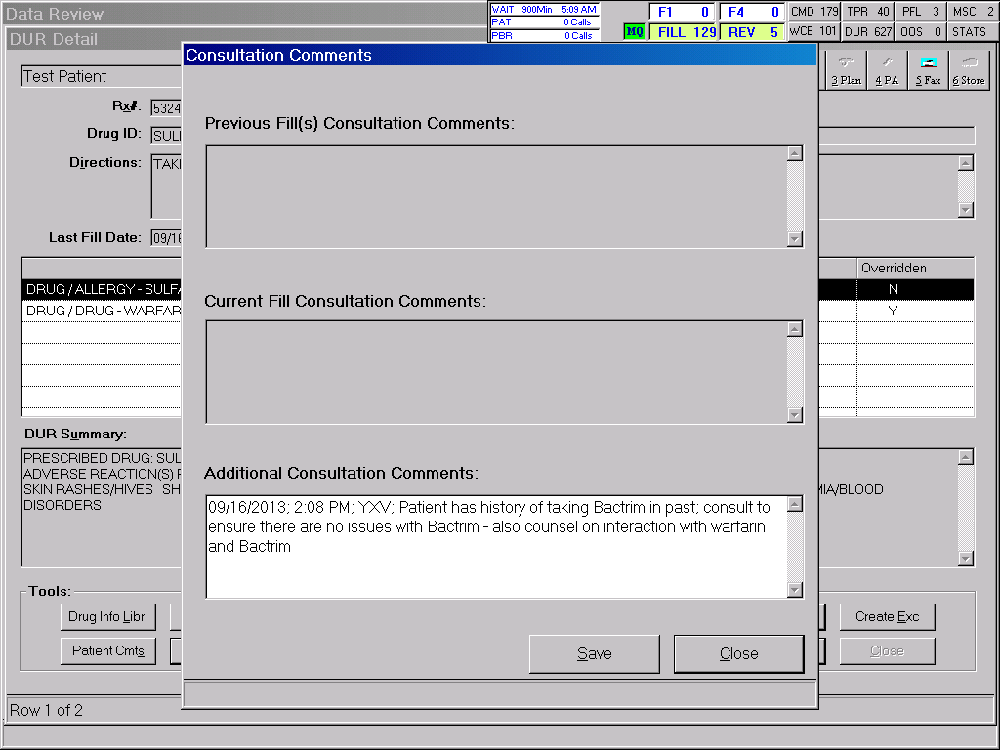 Data Review
WAIT 900Min 5:09 AM
PAT 0 Calls
PBR 0 Calls
MQ
F1 0 F4 0
FILL 129 REV 5
CMD 179 TPR 40 PFL 3 MSC 2
WCB 101 DUR 627 OOS 0 STATS
DUR Detail
Consultation Comments
3 Plan 4 PA 5 Fax 6 Store
Test Patient
Rx#: 5324
Drug ID:
Directions:
Last Fill Date: 09/16
Previous Fill(s) Consultation Comments:
Overridden
DRUG / ALLERGY - SULFA N
DRUG / DRUG - WARFAR Y
Current Fill Consultation Comments:
DUR Summary:
PRESCRIBED DRUG: SUL
ADVERSE REACTION(S)
SKIN RASHES/HIVES SH MIA/BLOOD
DISORDERS
Additional Consultation Comments:
09/16/2013; 2:08 PM; YXV; Patient has history of taking Bactrim in past; consult to
ensure there are no issues with Bactrim - also counsel on interaction with warfarin
and Bactrim
Tools:
Drug Info Libr. Create Exc
Patient Cmts Close
Save Close
Row 1 of 2